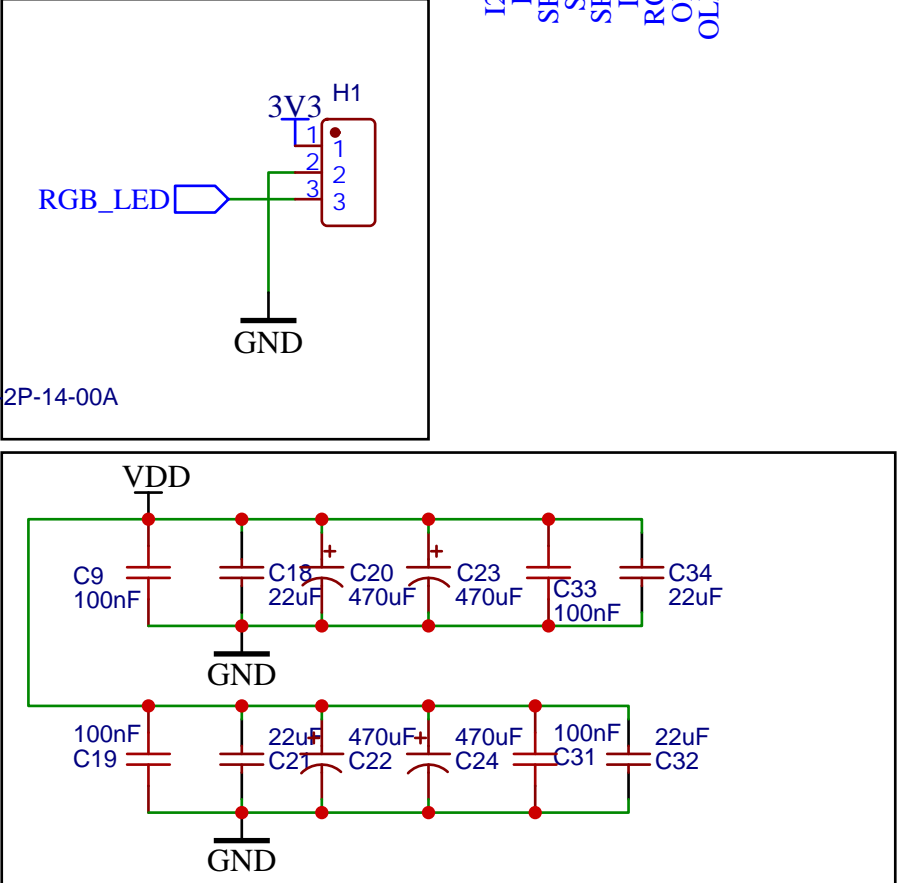 H1
3V3
1
1
2
2
RGB_LED
3
3
GND
2P-14-00A
VDD
C9
100nF
C18
22uF
C20
470uF
C23
470uF
C33
100nF
C34
22uF
GND
100nF
C19
22uF
C21
470uF
C22
470uF
C24
100nF
C31
22uF
C32
GND